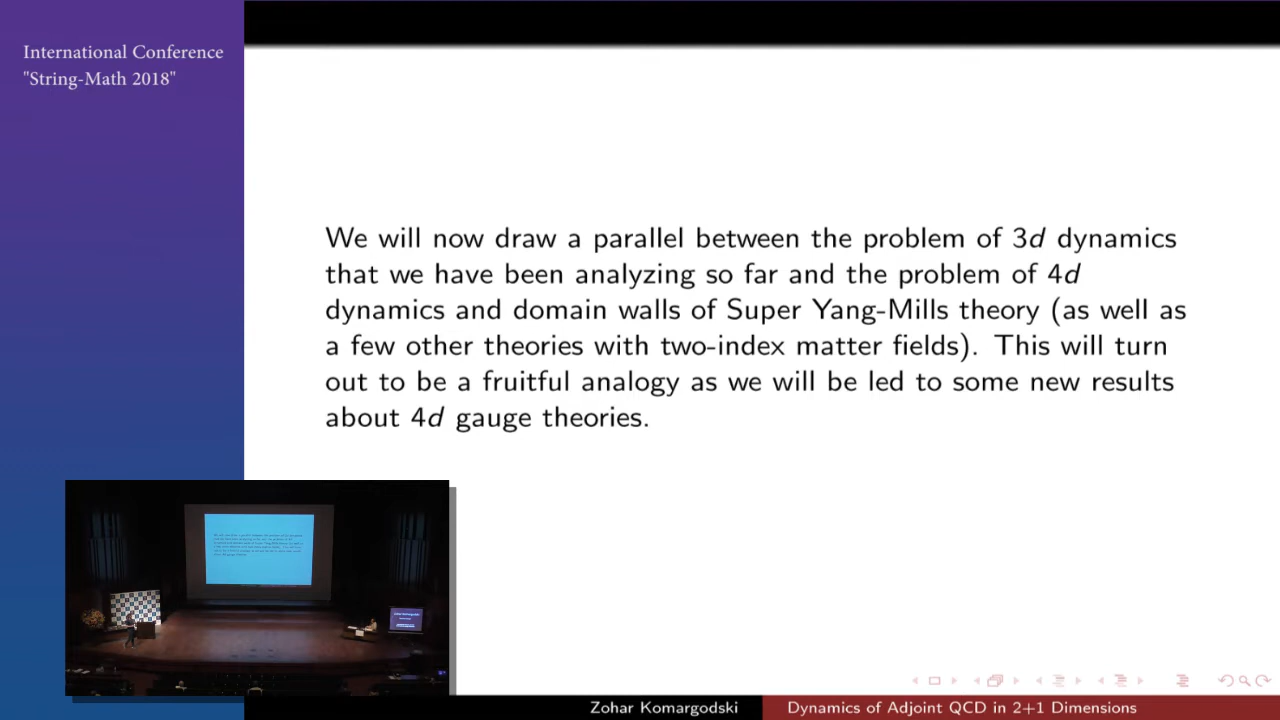 International Conference
"String-Math 2018"
We will now draw a parallel between the problem of 3d dynamics
that we have been analyzing so far and the problem of 4d
dynamics and domain walls of Super Yang-Mills theory (as well as
a few other theories with two-index matter fields). This will turn
out to be a fruitful analogy as we will be led to some new results
about 4d gauge theories.
Zohar Komargodski
Dynamics of Adjoint QCD in 2+1 Dimensions